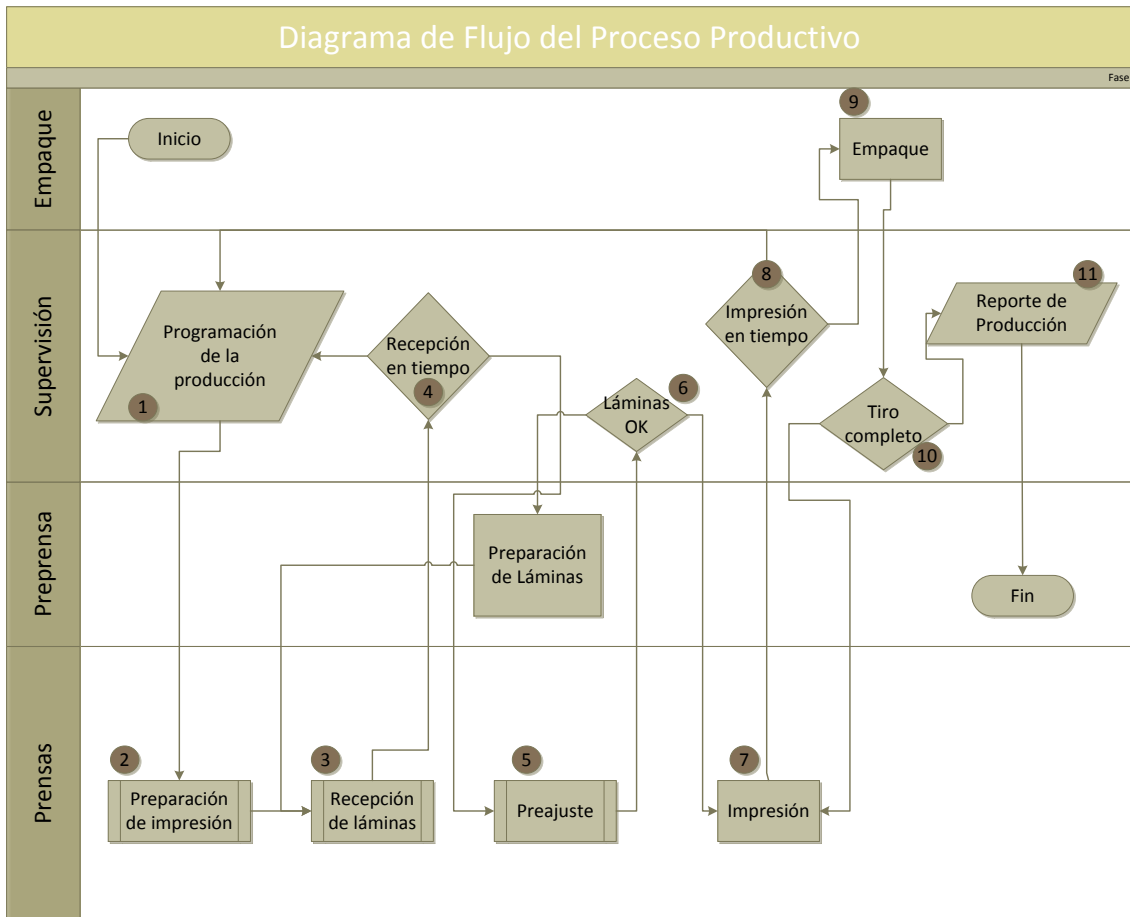 Diagrama de Flujo del Proceso Productivo
Fase
Empaque
Inicio
9
Empaque
Supervisión
Programación
de la
producción
1
Recepción
en tiempo
4
Láminas
OK
6
8
Impresión
en tiempo
Tiro
completo
10
11
Reporte de
Producción
Preprensa
Preparación
de Láminas
Fin
Prensas
2
Preparación
de impresión
3
Recepción
de láminas
5
Preajuste
7
Impresión